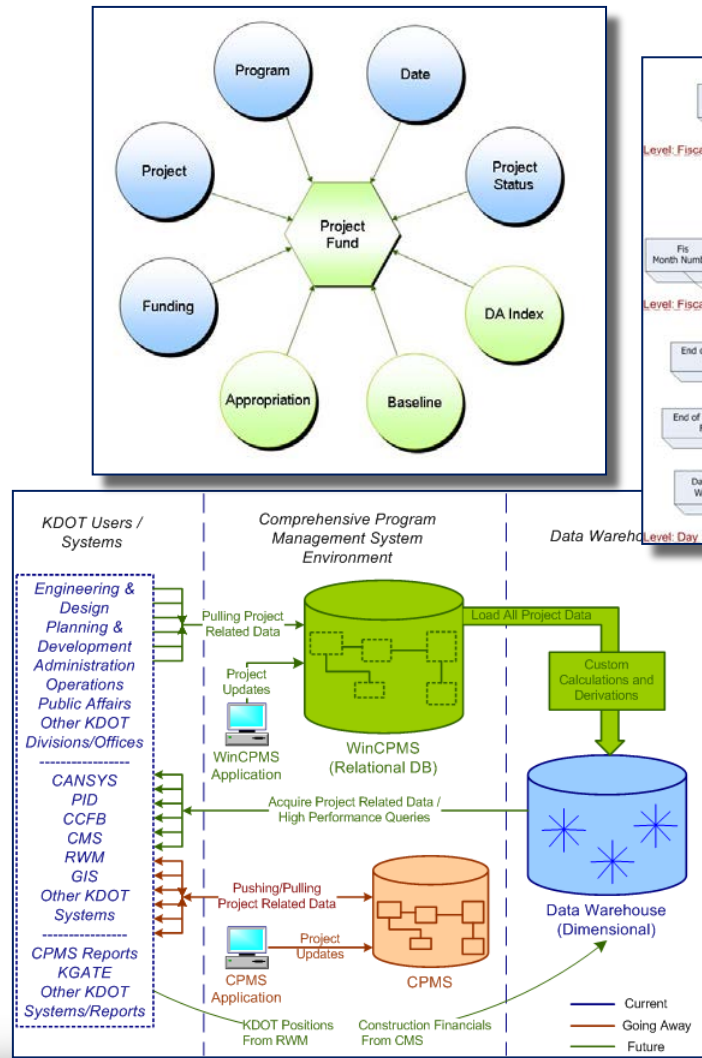 Program
Date
Project
Project
Status
Project
Fund
Funding
DA Index
Appropriation
Baseline
Level: Fisca
Fis
Month Numb
Level: Fisca
End o
End of
Da
W
Level: Day
KDOT Users /
Systems
Comprehensive Program
Management System
Environment
Data Wareho
Engineering &
Design
Planning &
Development
Administration
Operations
Public Affairs
Other KDOT
Divisions/Offices
CANSYS
PID
CCFB
CMS
RWM
GIS
Other KDOT
Systems
CPMS Reports
KGATE
Other KDOT
Systems/Reports
Pulling Project
Related Data
Project
Updates
WinCPMS
Application
WinCPMS
(Relational DB)
Load All Project Data
Custom
Calculations and
Derivations
Acquire Project Related Data /
High Performance Queries
Pushing/Pulling
Project Related Data
Project
Updates
CPMS
Application
CPMS
Data Warehouse
(Dimensional)
KDOT Positions
From RWM
Construction Financials
From CMS
Current
Going Away
Future